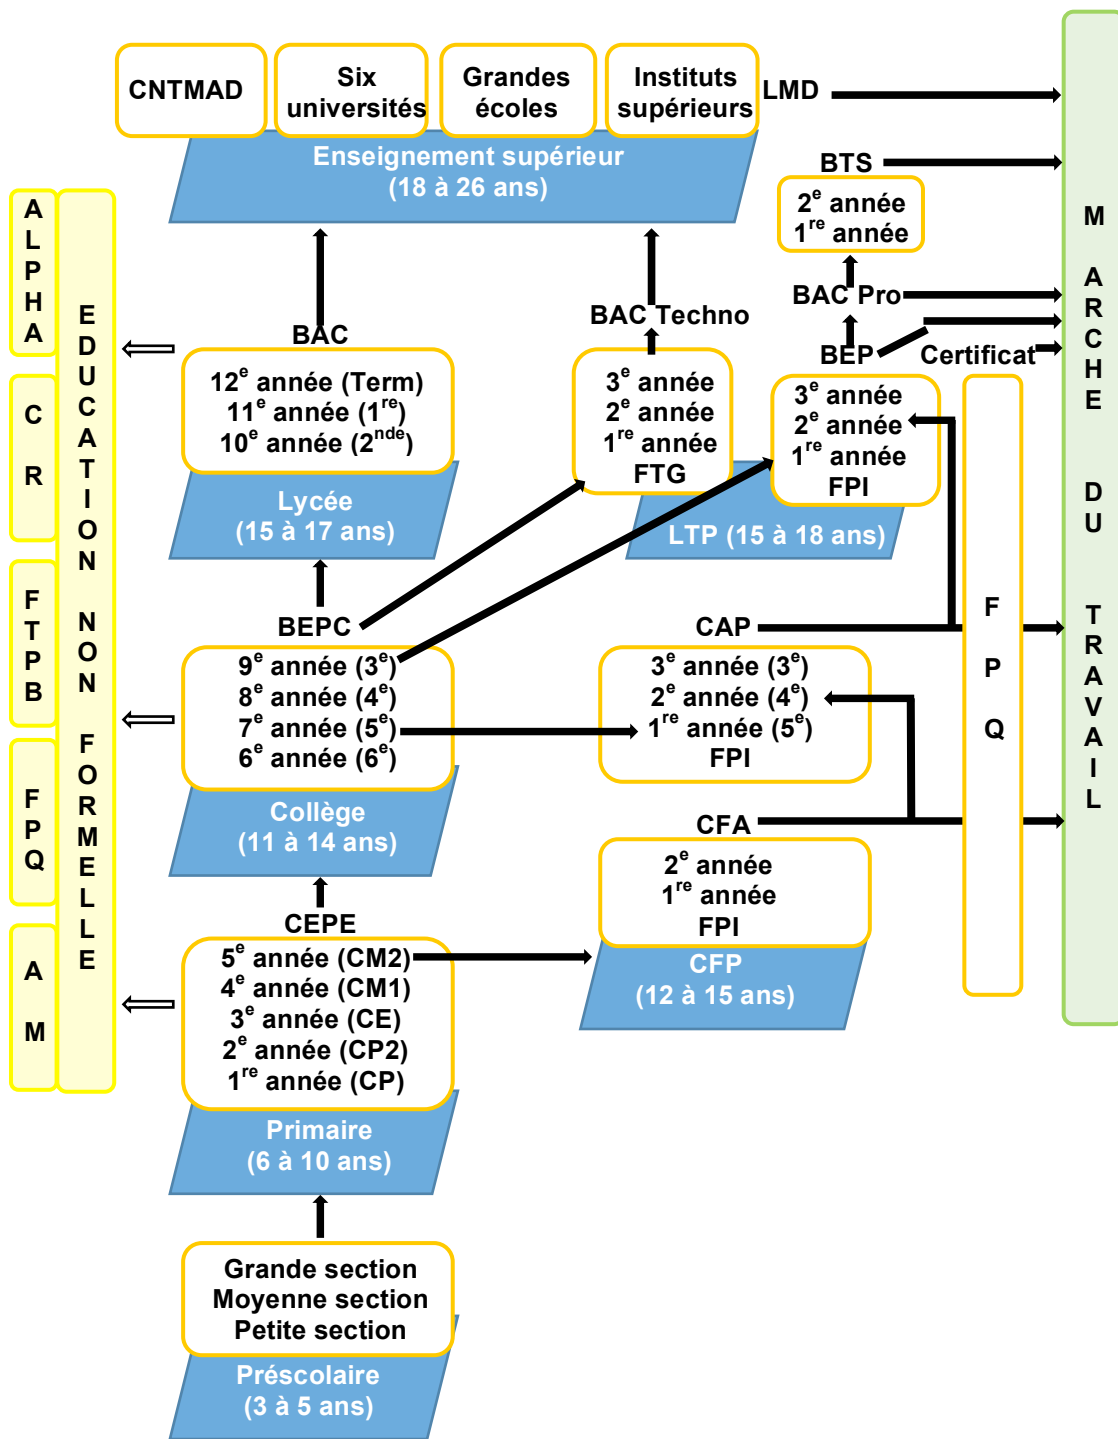 CNTMAD
Six
universités
Grandes
écoles
Instituts
supérieurs
LMD
Enseignement supérieur
(18 à 26 ans)
BTS
2e année
1re année
BAC Pro
BAC
BAC Techno
BEP
Certificat
12e année (Term)
11e année (1re)
10e année (2nde)
Lycée
(15 à 17 ans)
3e année
2e année
1re année
FTG
3e année
2e année
1re année
FPI
LTP (15 à 18 ans)
BEPC
9e année (3e)
8e année (4e)
7e année (5e)
6e année (6e)
Collège
(11 à 14 ans)
CAP
3e année (3e)
2e année (4e)
1re année (5e)
FPI
CFA
2e année
1re année
FPI
CFP
(12 à 15 ans)
CEPE
5e année (CM2)
4e année (CM1)
3e année (CE)
2e année (CP2)
1re année (CP)
Primaire
(6 à 10 ans)
Grande section
Moyenne section
Petite section
Préscolaire
(3 à 5 ans)
ALPHA
CR
FTPB
FPQ
AM
EDUCATION NON FORMELLE
FPQ
MARCHE DU TRAVAIL